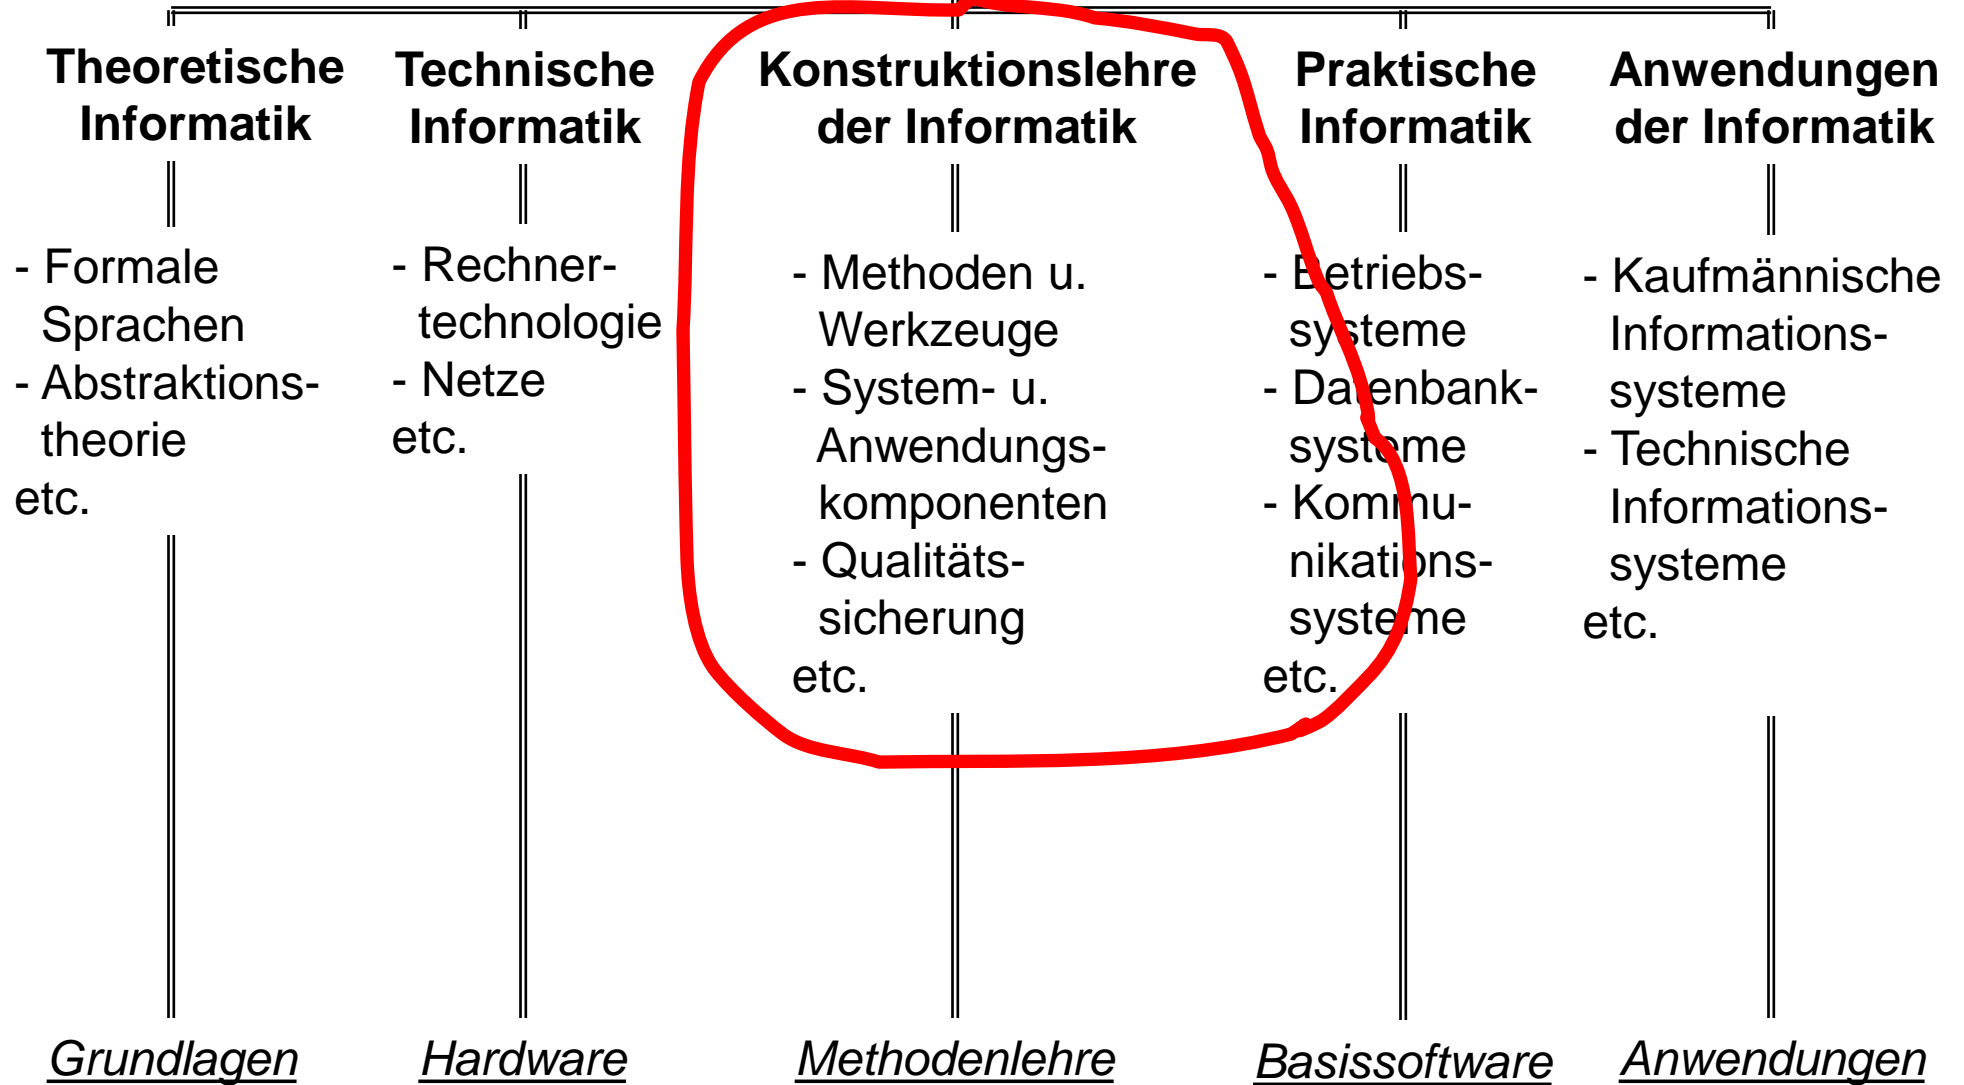 Theoretische
Informatik
- Formale
Sprachen
- Abstraktions-
theorie
etc.
Grundlagen
Technische
Informatik
- Rechner-
technologie
- Netze
etc.
Hardware
Konstruktionslehre
der Informatik
- Methoden u.
Werkzeuge
- System- u.
Anwendungs-
komponenten
- Qualitäts-
sicherung
etc.
Methodenlehre
Praktische
Informatik
- Betriebs-
systeme
- Datenbank-
systeme
- Kommu-
nikations-
systeme
etc.
Basissoftware
Anwendungen
der Informatik
- Kaufmännische
Informations-
systeme
- Technische
Informations-
systeme
etc.
Anwendungen